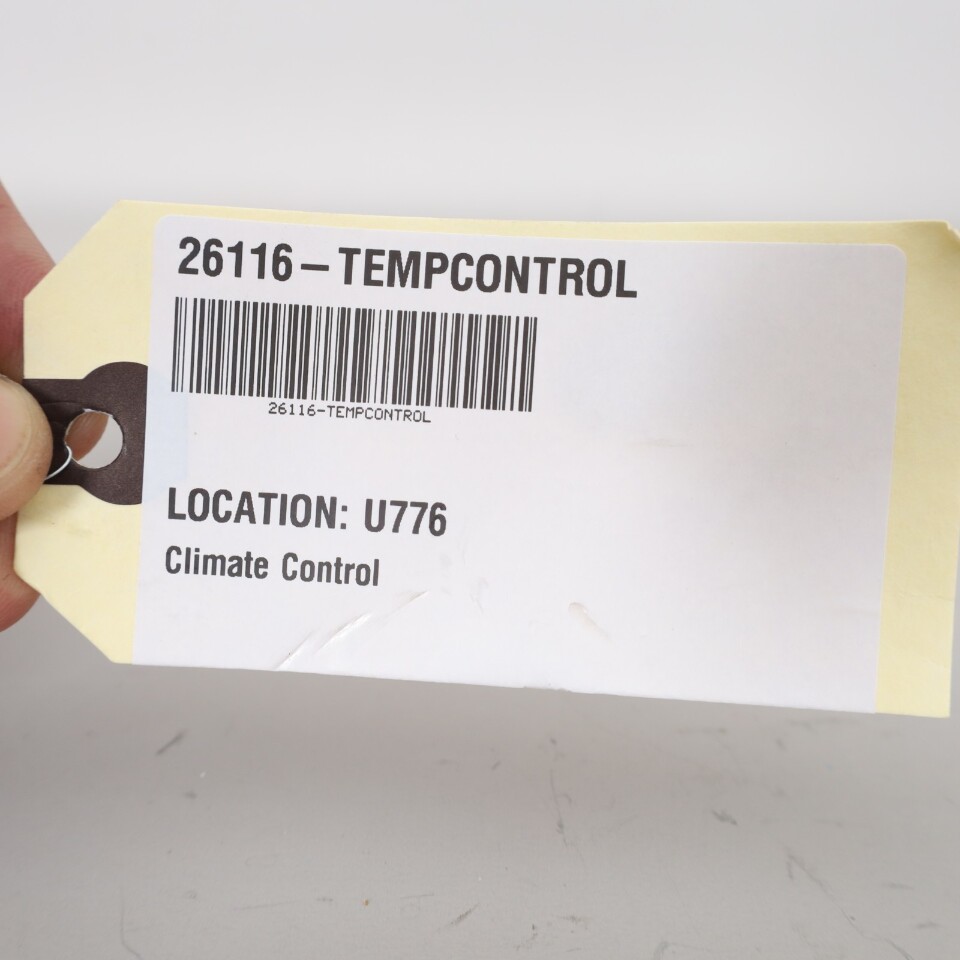 26116–TEMPCONTROL
26116-TEMPCONTROL
LOCATION: U776
Climate Control